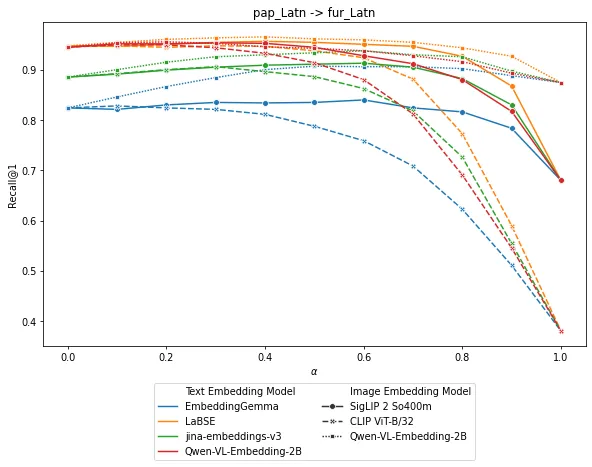 pap_Latn -> fur_Latn
Recall@1
0.9
0.8
0.7
0.6
0.5
0.4
0.0 0.2 0.4 0.6 0.8 1.0
α
Text Embedding Model Image Embedding Model
EmbeddingGemma SigLIP 2 So400m
LaBSE CLIP ViT-B/32
jina-embeddings-v3 Qwen-VL-Embedding-2B
Qwen-VL-Embedding-2B